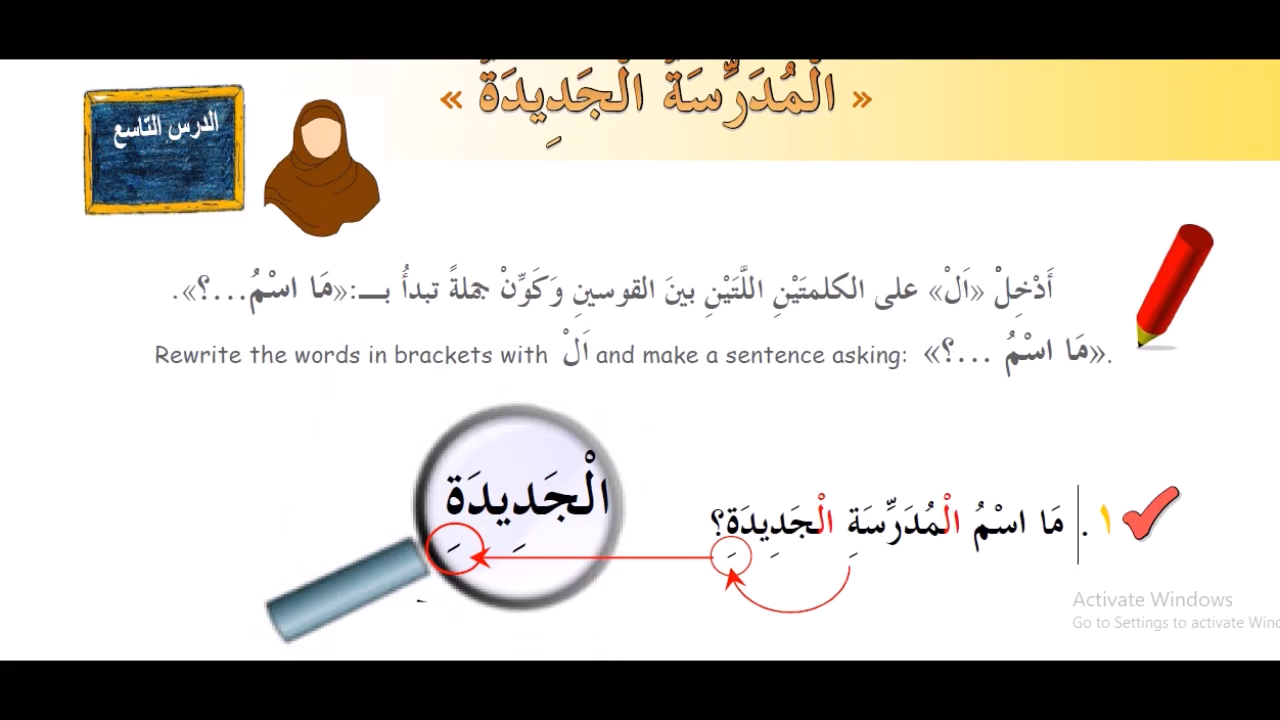 « الْمُدَرِّسَةُ الْجَدِيدَةُ »
الدرس التاسع
أَدْخِلْ «اَلْ» على الكلمتَيْنِ اللَّتَيْنِ بينَ القوسينِ وَكَوِّنْ جملةً تبدأُ بــ:«مَا اسْمُ...؟».
Rewrite the words in brackets with اَلْ and make a sentence asking: «مَا اسْمُ ...؟».
١. مَا اسْمُ الْمُدَرِّسَةِ الْجَدِيدَةِ؟
الْجَدِيدَةِ
Activate Windows
Go to Settings to activate Wind